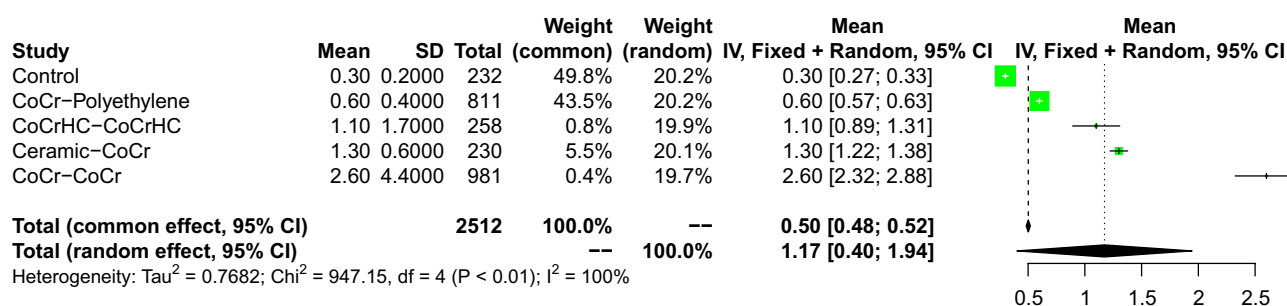 Weight Weight Mean Mean
Study Mean SD Total (common) (random) IV, Fixed + Random, 95% CI IV, Fixed + Random, 95% CI
Control 0.30 0.2000 232 49.8% 20.2% 0.30 [0.27; 0.33]
CoCr−Polyethylene 0.60 0.4000 811 43.5% 20.2% 0.60 [0.57; 0.63]
CoCrHC−CoCrHC 1.10 1.7000 258 0.8% 19.9% 1.10 [0.89; 1.31]
Ceramic−CoCr 1.30 0.6000 230 5.5% 20.1% 1.30 [1.22; 1.38]
CoCr−CoCr 2.60 4.4000 981 0.4% 19.7% 2.60 [2.32; 2.88]
Total (common effect, 95% CI) 2512 100.0% −− 0.50 [0.48; 0.52]
Total (random effect, 95% CI) −− 100.0% 1.17 [0.40; 1.94]
Heterogeneity: Tau² = 0.7682; Chi² = 947.15, df = 4 (P < 0.01); I² = 100%
0.5 1 1.5 2 2.5